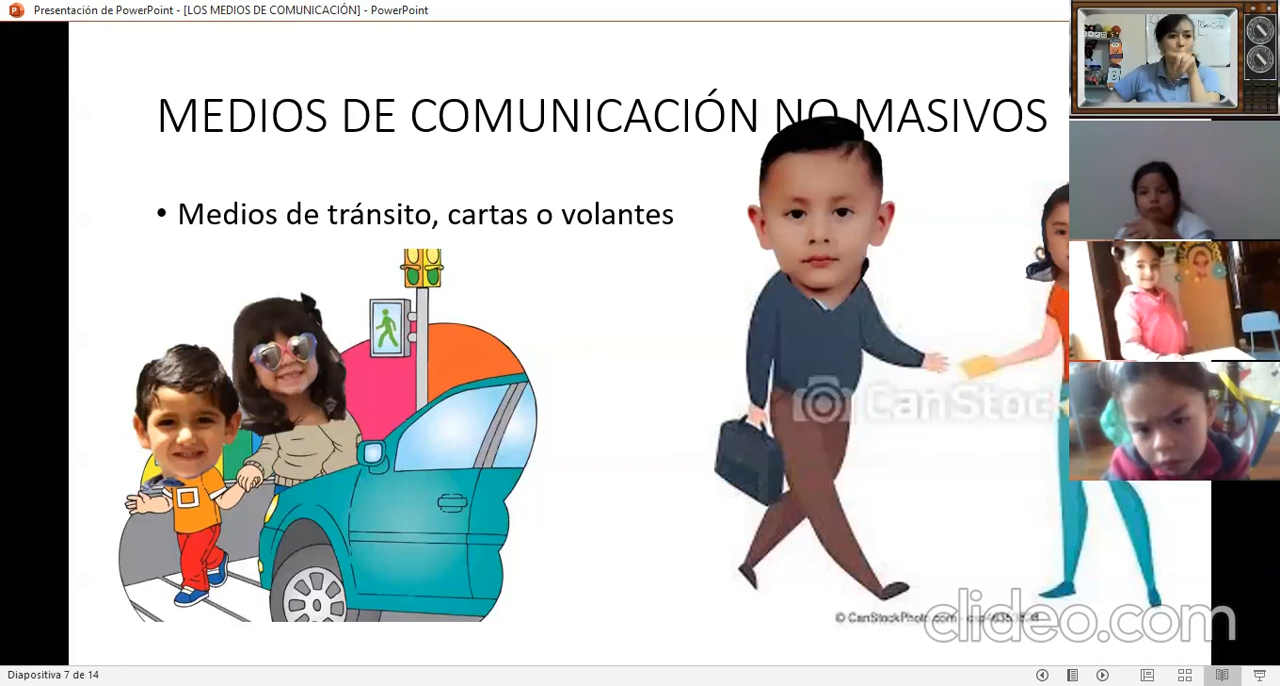 Presentación de PowerPoint - [LOS MEDIOS DE COMUNICACIÓN] - PowerPoint
MEDIOS DE COMUNICACIÓN NO MASIVOS
• Medios de tránsito, cartas o volantes
CanStoc
© CanStockPhoto.com
clideo.com
Diapositiva 7 de 14